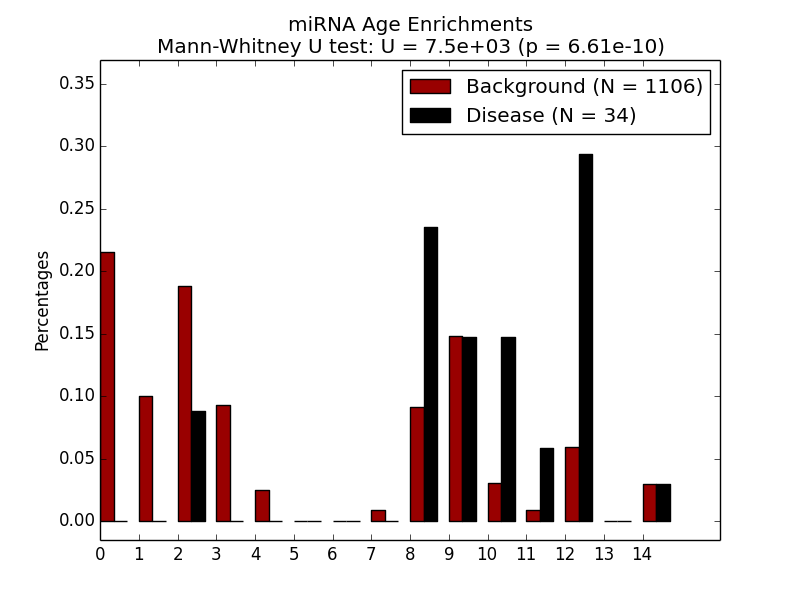 miRNA Age Enrichments
Mann-Whitney U test: U = 7.5e+03 (p = 6.61e-10)
Background (N = 1106)
Disease (N = 34)
Percentages
0.35
0.30
0.25
0.20
0.15
0.10
0.05
0.00
0 1 2 3 4 5 6 7 8 9 10 11 12 13 14